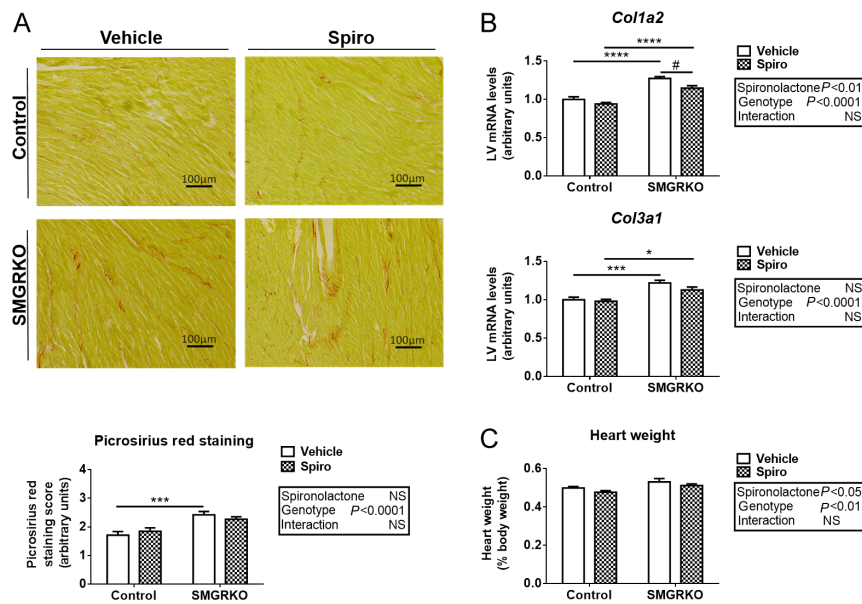 A
Vehicle
Spiro
Control
100µm
100µm
SMGRKO
100µm
100µm
Picrosirius red staining
Picrosirius red
staining score
(arbitrary units)
4
3
2
1
0
***
Control
SMGRKO
Vehicle
Spiro
Spironolactone NS
Genotype P<0.0001
Interaction NS
B
Col1a2
LV mRNA levels
(arbitrary units)
1.5
1.0
0.5
0.0
****
****
#
Control
SMGRKO
Vehicle
Spiro
Spironolactone P<0.01
Genotype P<0.0001
Interaction NS
Col3a1
LV mRNA levels
(arbitrary units)
1.5
1.0
0.5
0.0
*
***
Control
SMGRKO
Vehicle
Spiro
Spironolactone NS
Genotype P<0.0001
Interaction NS
C
Heart weight
Heart weight
(% body weight)
0.6
0.4
0.2
0.0
Control
SMGRKO
Vehicle
Spiro
Spironolactone P<0.05
Genotype P<0.01
Interaction NS